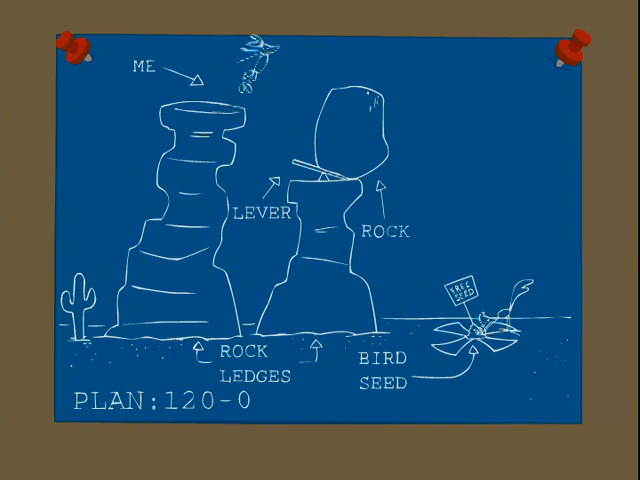 ME
LEVER
ROCK
FREE
SEED
ROCK
LEDGES
BIRD
SEED
PLAN:120-0